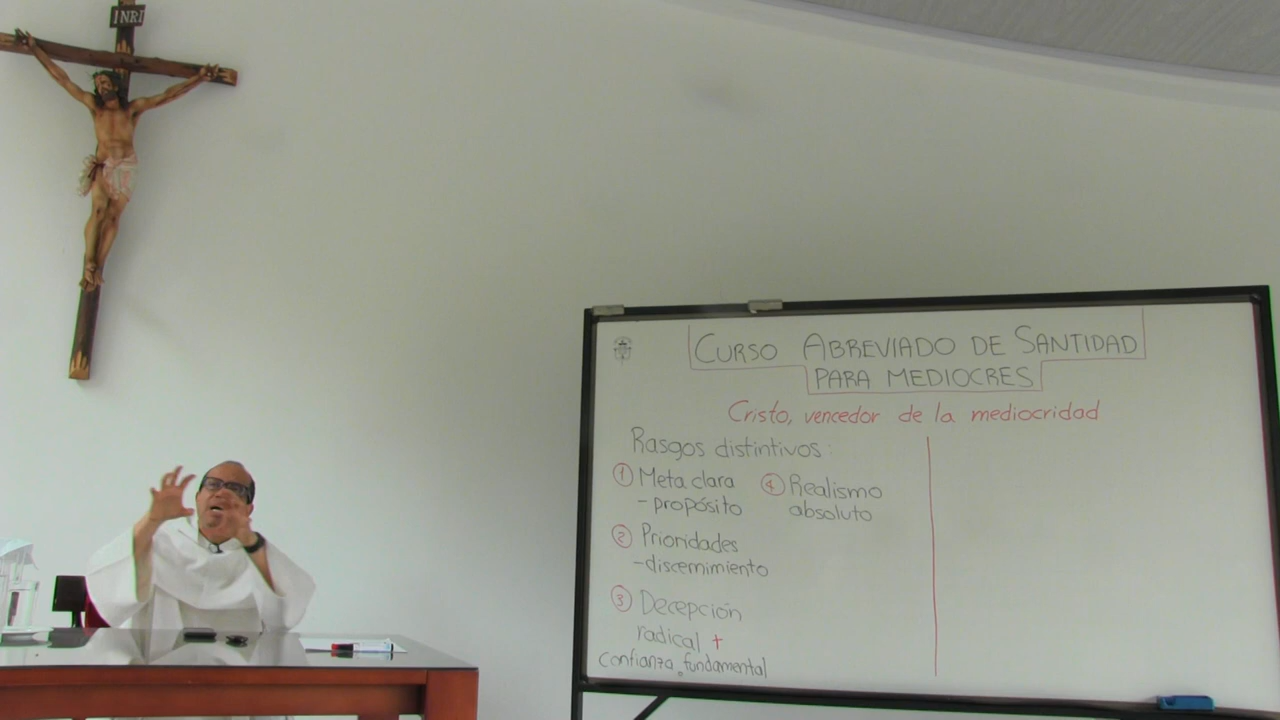 INRI
CURSO ABREVIADO DE SANTIDAD
PARA MEDIOCRES
Cristo, vencedor de la mediocridad
Rasgos distintivos:
① Meta clara
- propósito
② Prioridades
- discernimiento
③ Decepción
radical +
confianza fundamental
④ Realismo
absoluto